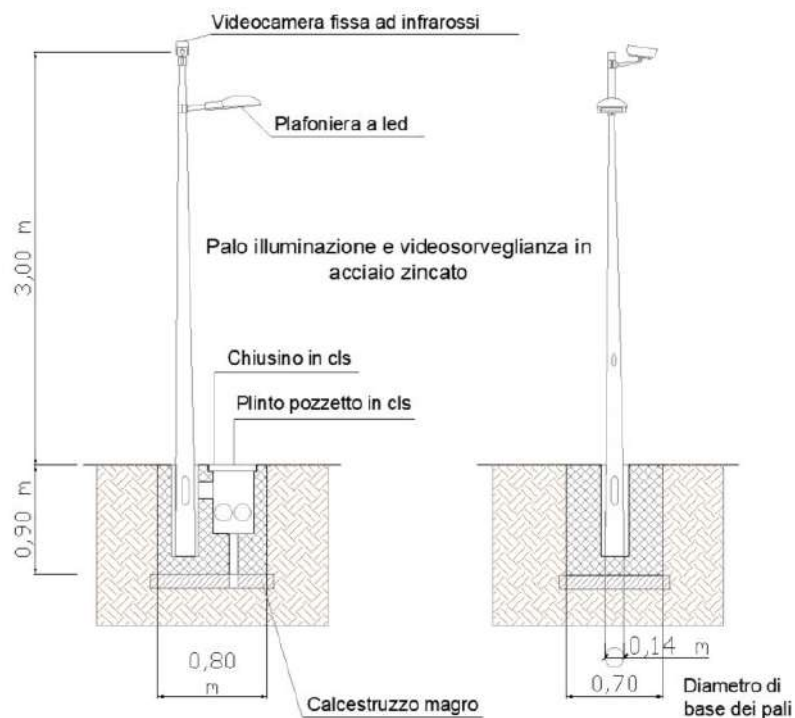 Videocamera fissa ad infrarossi
Plafoniera a led
3,00 m
Palo illuminazione e videosorveglianza in
acciaio zincato
Chiusino in cls
Plinto pozzetto in cls
0,90 m
0,80
m
Calcestruzzo magro
0,14 m
0,70
Diametro di
base dei pali